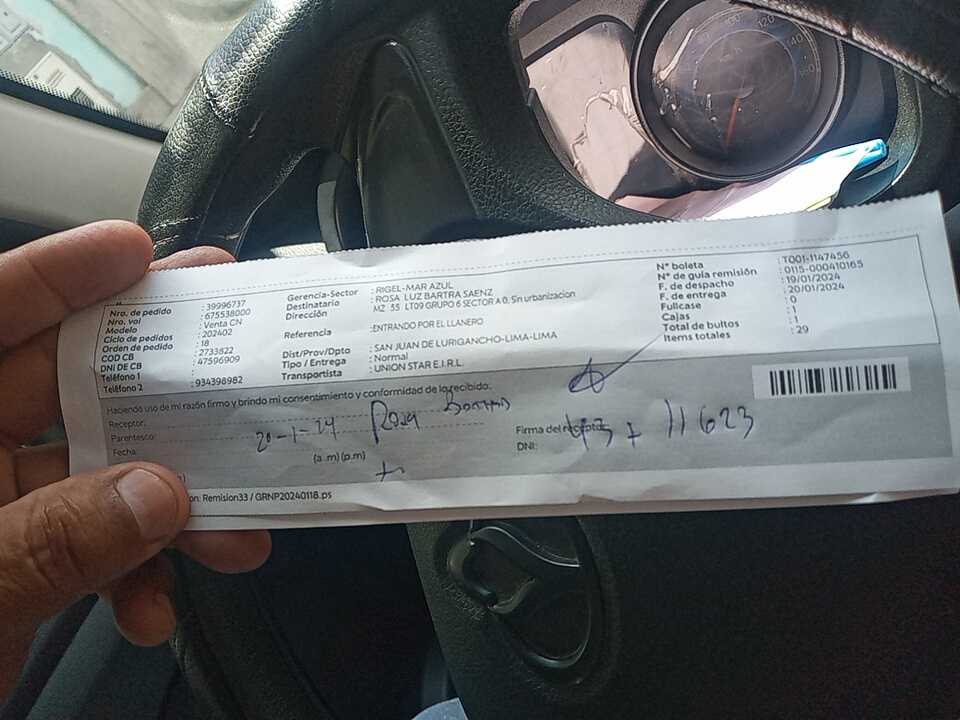 Nro. de pedido : 39996737
Nro. val : 675538000
Modelo : Venta CN
Ciclo de pedidos : 202402
Orden de pedidos : 18
COD CB : 2733822
DNI DE CB : 47596909
Teléfono 1 :
Teléfono 2 : 934398982
Gerencia-Sector : RIGEL-MAR AZUL
Destinatario : ROSA LUZ BARTRA SAENZ
Dirección MZ 55 LT09 GRUPO 6 SECTOR A 0, Sin urbanizacion
Referencia :ENTRANDO POR EL LLANERO
Dist/Prov/Dpto : SAN JUAN DE LURIGANCHO-LIMA-LIMA
Tipo / Entrega : Normal
Transportista : UNION STAR E.I.R.L.
N° boleta : T001-1147456
N° de guía remisión : 0115-000410165
F. de despacho : 19/01/2024
F. de entrega : 20/01/2024
Fullcase : 0
Cajas : 1
Total de bultos : 1
Items totales : 29
Haciendo uso de mi razón firmo y brindo mi consentimiento y conformidad de lo recibido:
Receptor: Rosa
Parentesco:
Fecha: 20-1-24
(a .m) (p.m)
Firma del receptor
DNI: 11623
on: Remision33 / GRNP20240118.ps
120
140